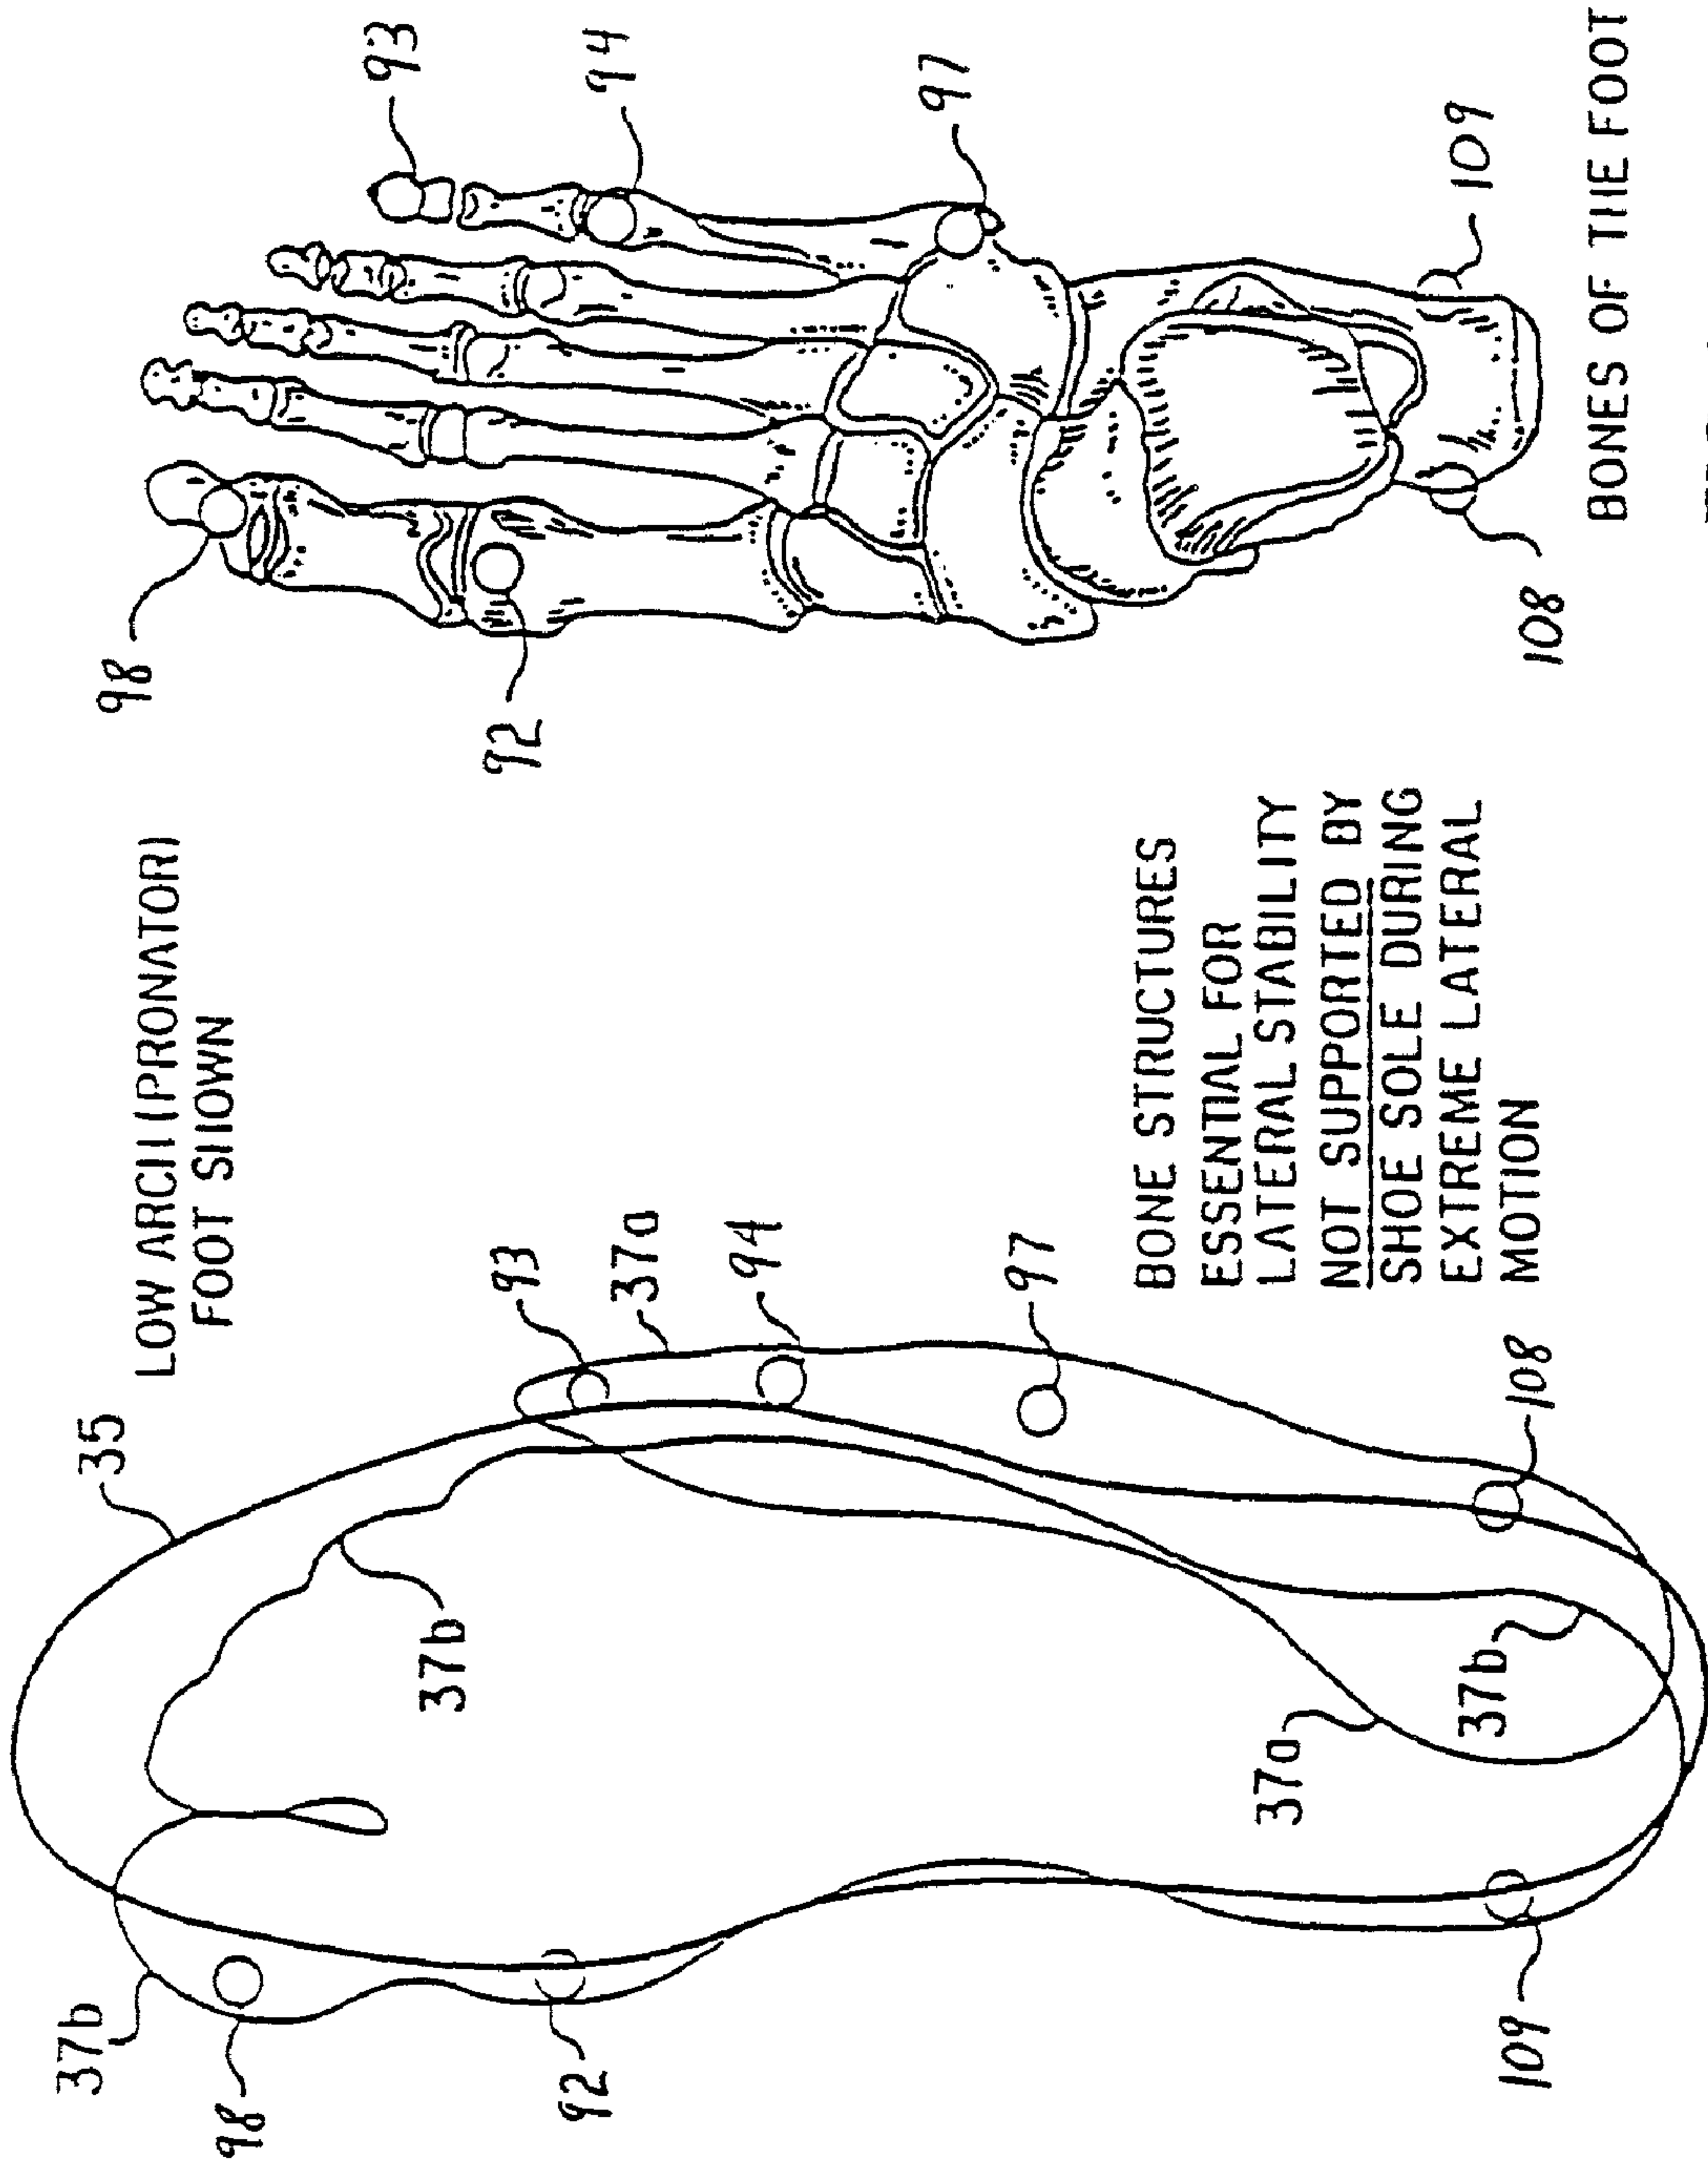 37b
98
92
109
35
37b
37a
37b
93
37a
94
97
108
LOW ARCH (PRONATOR)
FOOT SHOWN
BONE STRUCTURES
ESSENTIAL FOR
LATERAL STABILITY
NOT SUPPORTED BY
SHOE SOLE DURING
EXTREME LATERAL
MOTION
98
92
93
94
97
109
108
BONES OF THE FOOT